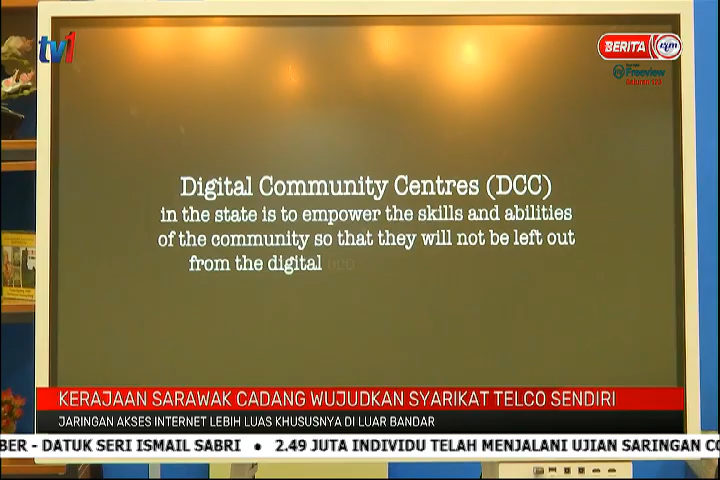 tv1
BERITA rtm
Freeview
Digital Community Centres (DCC)
in the state is to empower the skills and abilities
of the community so that they will not be left out
from the digital
KERAJAAN SARAWAK CADANG WUJUDKAN SYARIKAT TELCO SENDIRI
JARINGAN AKSES INTERNET LEBIH LUAS KHUSUSNYA DI LUAR BANDAR
BER - DATUK SERI ISMAIL SABRI • 2.49 JUTA INDIVIDU TELAH MENJALANI UJIAN SARINGAN CO